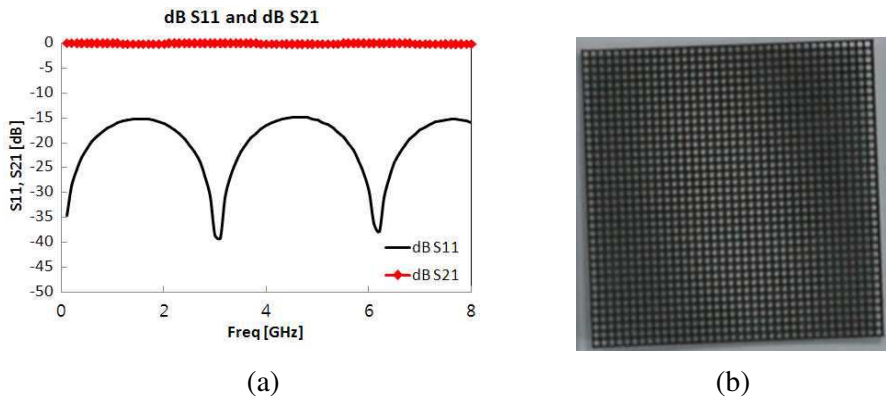 dB S11 and dB S21
0
-5
-10
-15
-20
-25
-30
-35
-40
-45
-50
S11, S21 [dB]
dB S11
dB S21
0 2 4 6 8
Freq [GHz]
(a) (b)